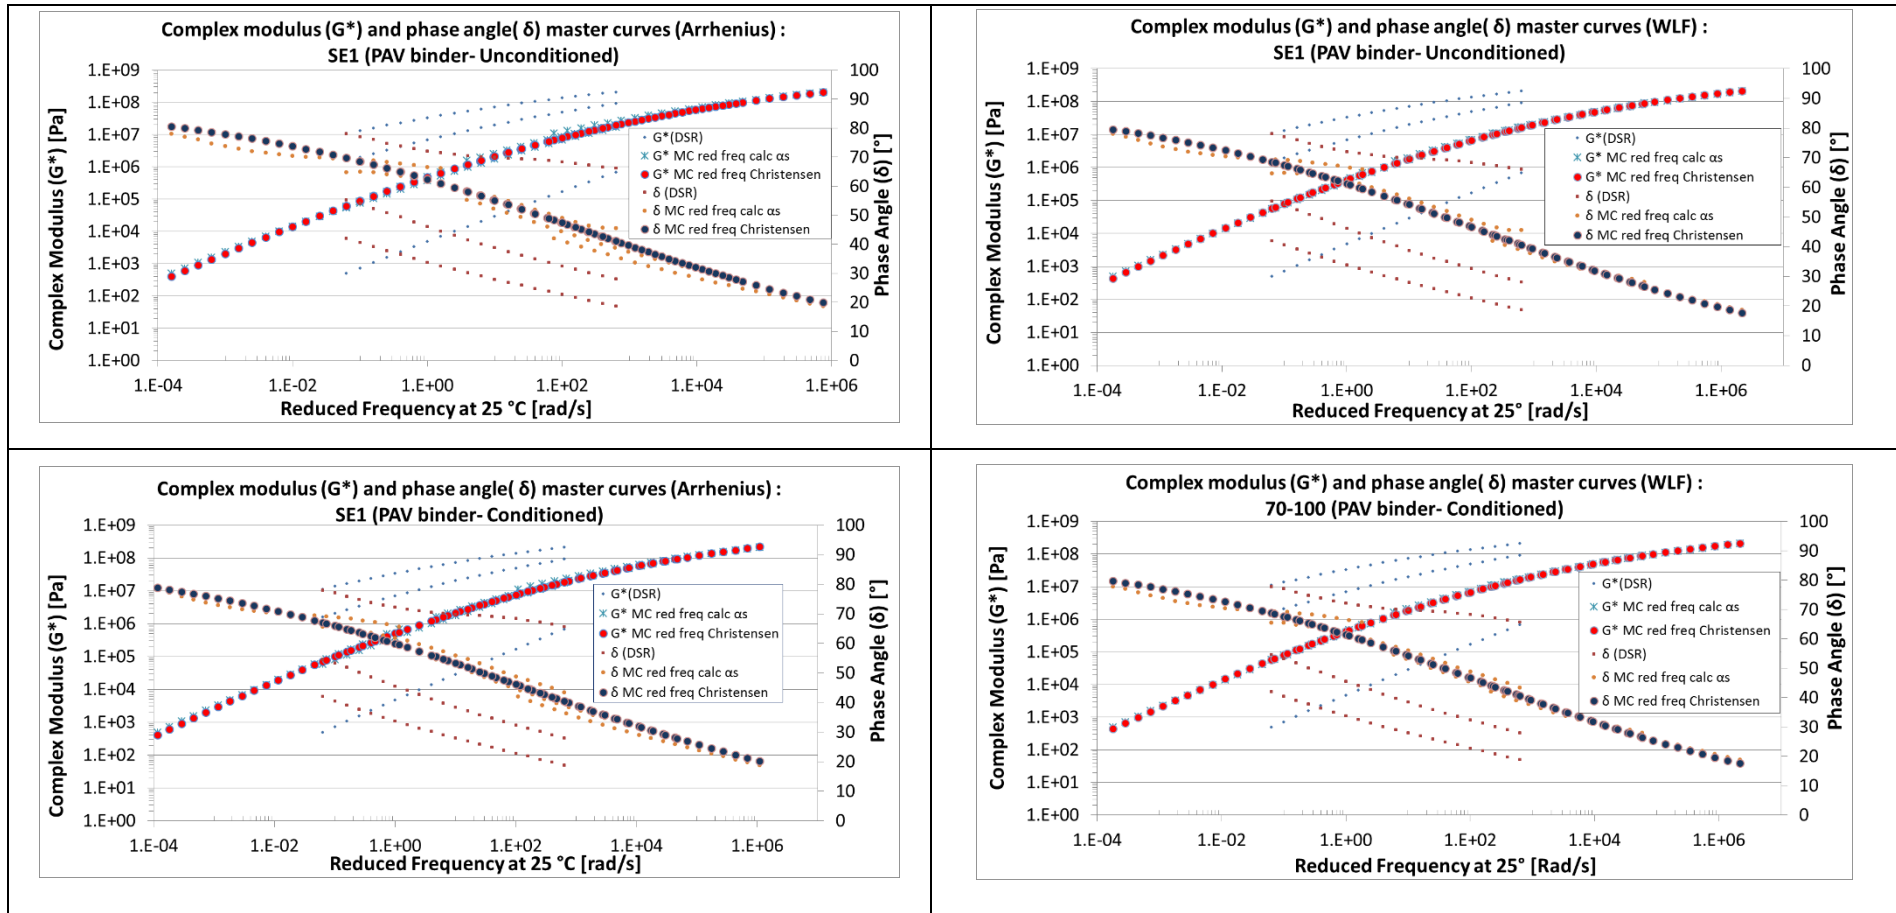 Complex modulus (G*) and phase angle( δ) master curves (Arrhenius) :
SE1 (PAV binder- Unconditioned)
Complex Modulus (G*) [Pa]
1.E+09
1.E+08
1.E+07
1.E+06
1.E+05
1.E+04
1.E+03
1.E+02
1.E+01
1.E+00
G*(DSR)
G* MC red freq calc αs
G* MC red freq Christensen
δ (DSR)
δ MC red freq calc αs
δ MC red freq Christensen
100
90
80
70
60
50
40
30
20
10
0
Phase Angle (δ) [°]
1.E-04 1.E-02 1.E+00 1.E+02 1.E+04 1.E+06
Reduced Frequency at 25 °C [rad/s]
Complex modulus (G*) and phase angle( δ) master curves (WLF) :
SE1 (PAV binder- Unconditioned)
Complex Modulus (G*) [Pa]
1.E+09
1.E+08
1.E+07
1.E+06
1.E+05
1.E+04
1.E+03
1.E+02
1.E+01
1.E+00
G*(DSR)
G* MC red freq calc αs
G* MC red freq Christensen
δ (DSR)
δ MC red freq calc αs
δ MC red freq Christensen
100
90
80
70
60
50
40
30
20
10
0
Phase Angle (δ) [°]
1.E-04 1.E-02 1.E+00 1.E+02 1.E+04 1.E+06
Reduced Frequency at 25° [rad/s]
Complex modulus (G*) and phase angle( δ) master curves (Arrhenius) :
SE1 (PAV binder- Conditioned)
Complex Modulus (G*) [Pa]
1.E+09
1.E+08
1.E+07
1.E+06
1.E+05
1.E+04
1.E+03
1.E+02
1.E+01
1.E+00
G*(DSR)
G* MC red freq calc αs
G* MC red freq Christensen
δ (DSR)
δ MC red freq calc αs
δ MC red freq Christensen
100
90
80
70
60
50
40
30
20
10
0
Phase Angle (δ) [°]
1.E-04 1.E-02 1.E+00 1.E+02 1.E+04 1.E+06
Reduced Frequency at 25 °C [rad/s]
Complex modulus (G*) and phase angle( δ) master curves (WLF) :
70-100 (PAV binder- Conditioned)
Complex Modulus (G*) [Pa]
1.E+09
1.E+08
1.E+07
1.E+06
1.E+05
1.E+04
1.E+03
1.E+02
1.E+01
1.E+00
G*(DSR)
G* MC red freq calc αs
G* MC red freq Christensen
δ (DSR)
δ MC red freq calc αs
δ MC red freq Christensen
100
90
80
70
60
50
40
30
20
10
0
Phase Angle (δ) [°]
1.E-04 1.E-02 1.E+00 1.E+02 1.E+04 1.E+06
Reduced Frequency at 25° [Rad/s]